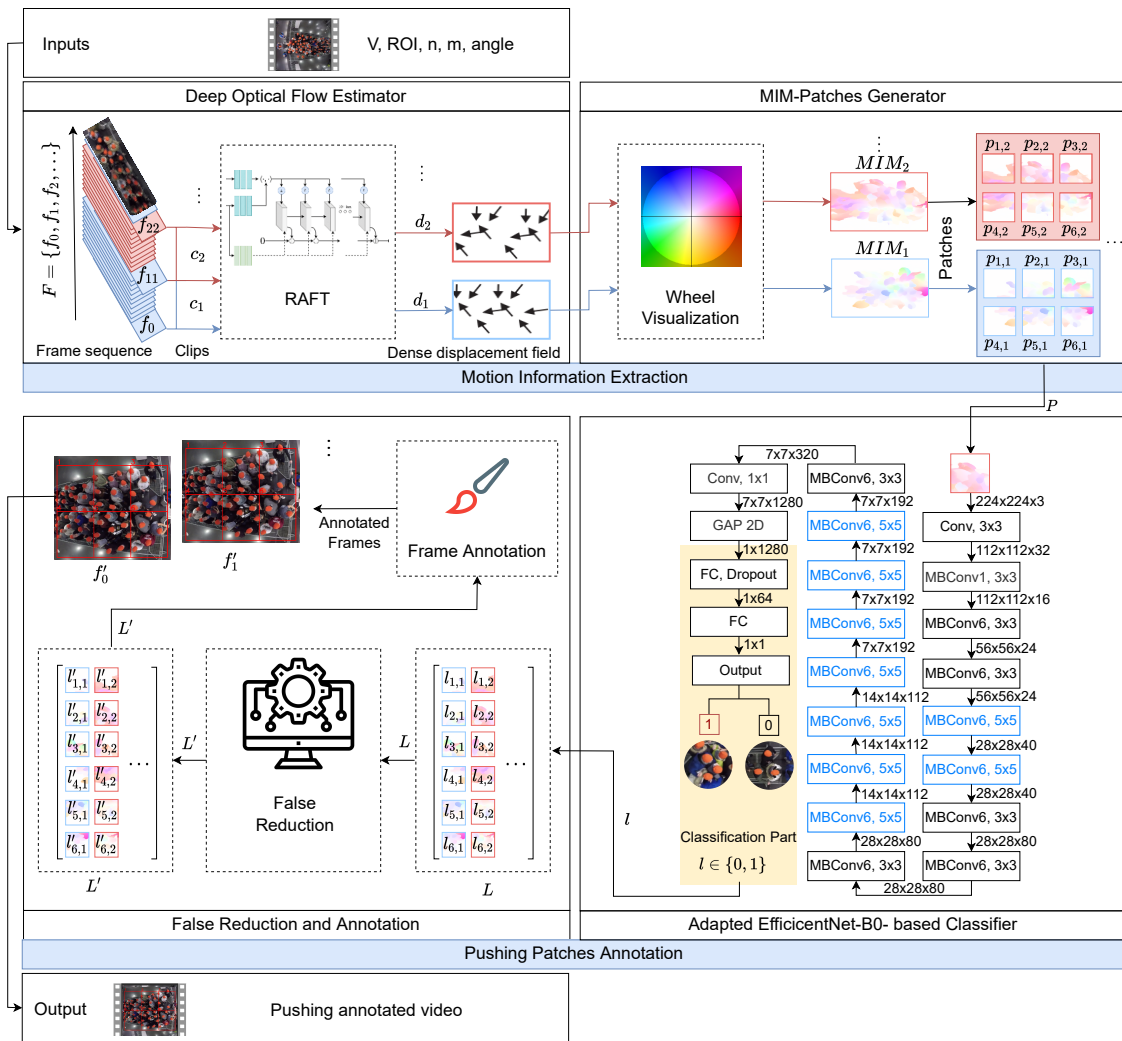 Inputs
V, ROI, n, m, angle
Deep Optical Flow Estimator
F = {f0, f1, f2, ...}
f22
f11
f0
Frame sequence
⋮
c2
c1
Clips
RAFT
⋮
d2
d1
Dense displacement field
MIM-Patches Generator
Wheel
Visualization
⋮
MIM2
MIM1
Patches
p1,2 p2,2 p3,2
p4,2 p5,2 p6,2
...
p1,1 p2,1 p3,1
p4,1 p5,1 p6,1
Motion Information Extraction
P
224x224x3
Conv, 3x3
112x112x32
MBConv1, 3x3
112x112x16
MBConv6, 3x3
56x56x24
MBConv6, 3x3
56x56x24
MBConv6, 5x5
28x28x40
MBConv6, 5x5
28x28x40
MBConv6, 3x3
28x28x80
MBConv6, 3x3
28x28x80
MBConv6, 3x3
28x28x80
MBConv6, 5x5
14x14x112
MBConv6, 5x5
14x14x112
MBConv6, 5x5
14x14x112
MBConv6, 5x5
7x7x192
MBConv6, 5x5
7x7x192
MBConv6, 5x5
7x7x192
MBConv6, 5x5
7x7x192
MBConv6, 3x3
7x7x320
Conv, 1x1
7x7x1280
GAP 2D
1x1280
FC, Dropout
1x64
FC
1x1
Output
1
0
Classification Part
l ∈ {0, 1}
Adapted EfficicentNet-B0- based Classifier
l
l1,1 l1,2
l2,1 l2,2
l3,1 l3,2
l4,1 l4,2
l5,1 l5,2
l6,1 l6,2
...
L
L
False
Reduction
L′
l′1,1 l′1,2
l′2,1 l′2,2
l′3,1 l′3,2
l′4,1 l′4,2
l′5,1 l′5,2
l′6,1 l′6,2
...
L′
L′
Frame Annotation
Annotated
Frames
⋮
f′1
f′0
False Reduction and Annotation
Pushing Patches Annotation
Output
Pushing annotated video